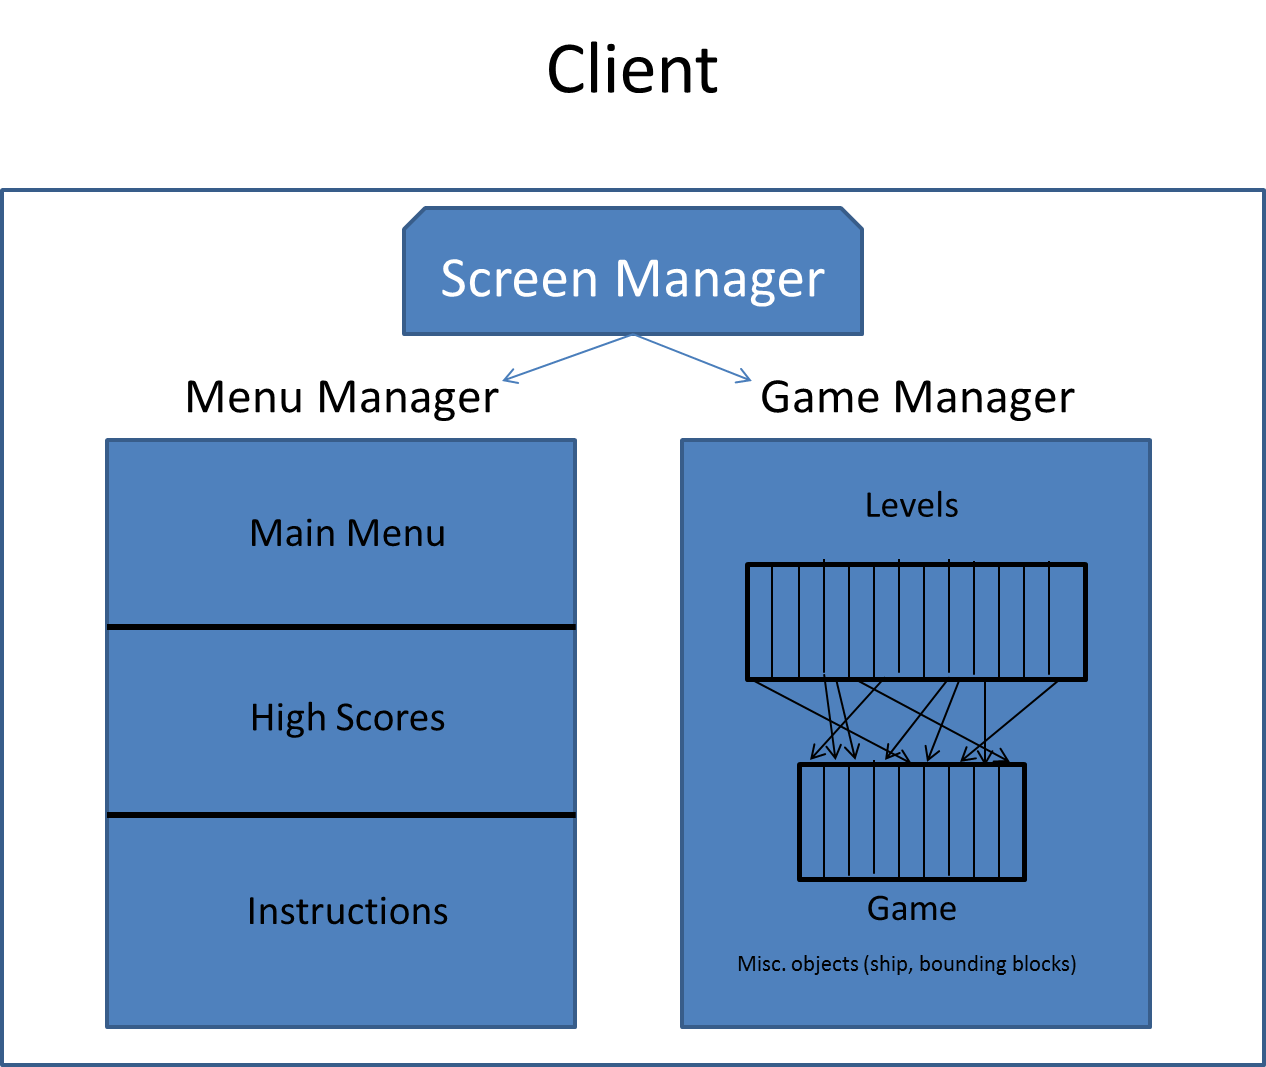 Client
Screen Manager
Menu Manager
Game Manager
Main Menu
High Scores
Instructions
Levels
Game
Misc. objects (ship, bounding blocks)